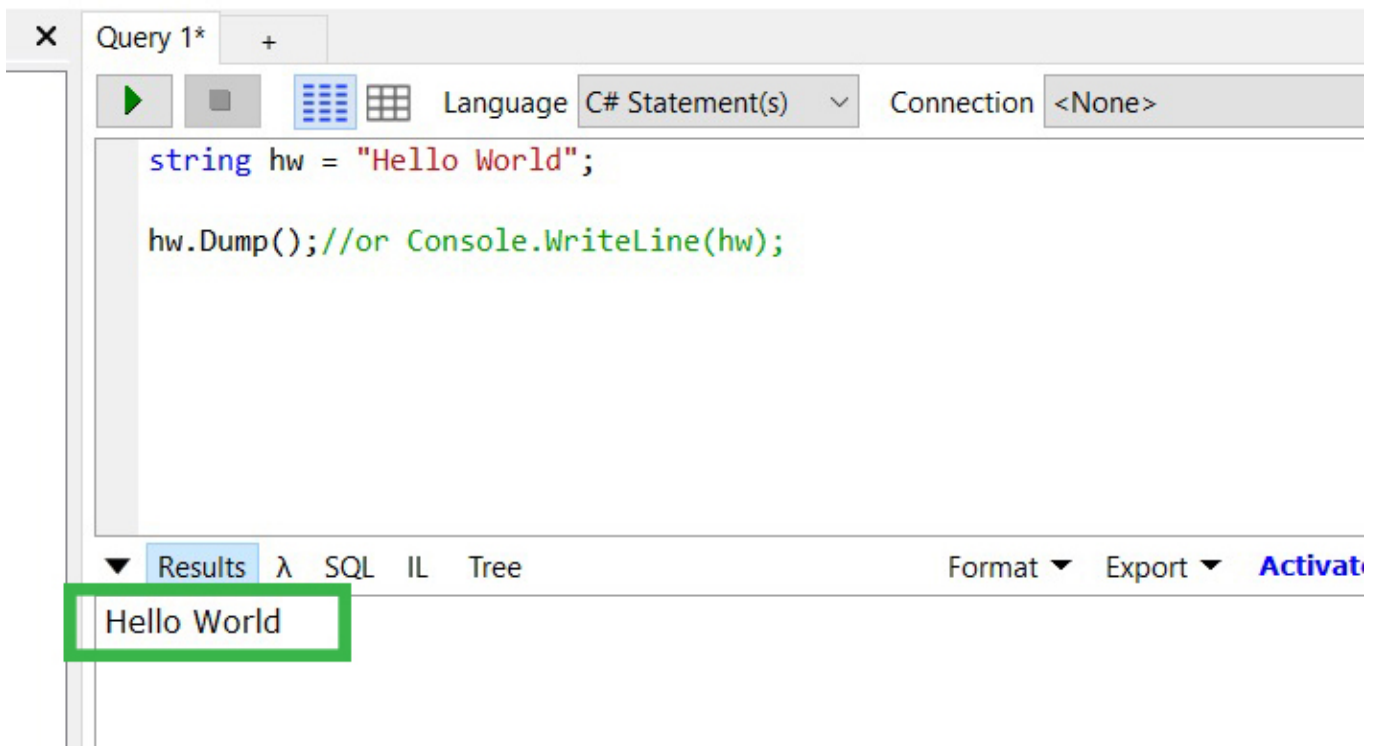 Query 1* +
Language C# Statement(s) Connection <None>
string hw = "Hello World";
hw.Dump();//or Console.WriteLine(hw);
Results λ SQL IL Tree Format Export Activat
Hello World